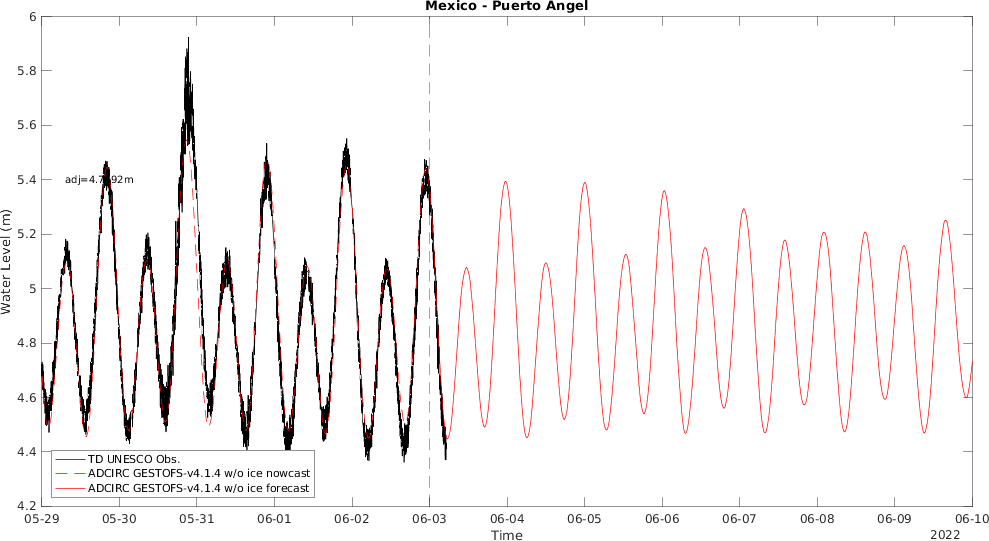 Mexico - Puerto Angel
6
5.8
5.6
5.4
5.2
5
4.8
4.6
4.4
4.2
Water Level (m)
TD UNESCO Obs.
ADCIRC GESTOFS-v4.1.4 w/o ice nowcast
ADCIRC GESTOFS-v4.1.4 w/o ice forecast
05-29 05-30 05-31 06-01 06-02 06-03 06-04 06-05 06-06 06-07 06-08 06-09 06-10
Time
2022